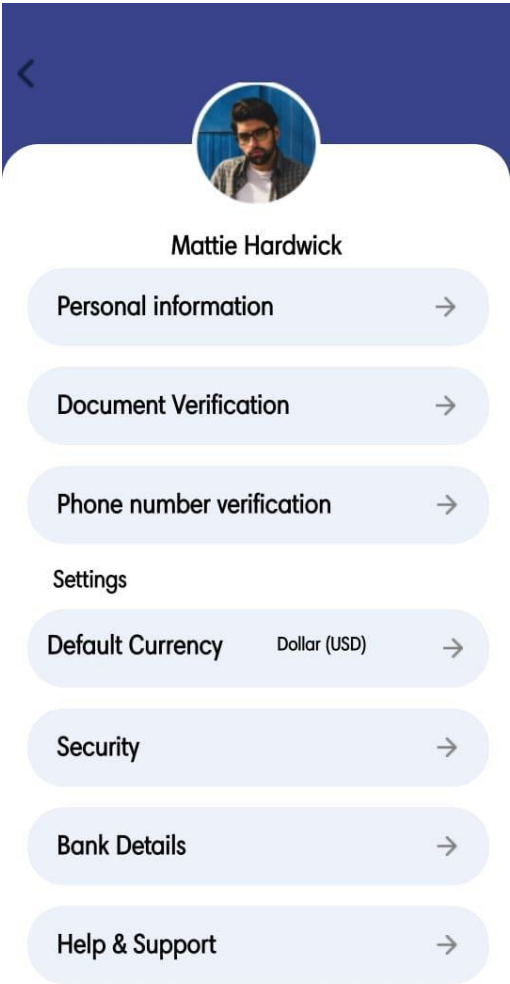 Mattie Hardwick
Personal information
Document Verification
Phone number verification
Settings
Default Currency Dollar (USD)
Security
Bank Details
Help & Support